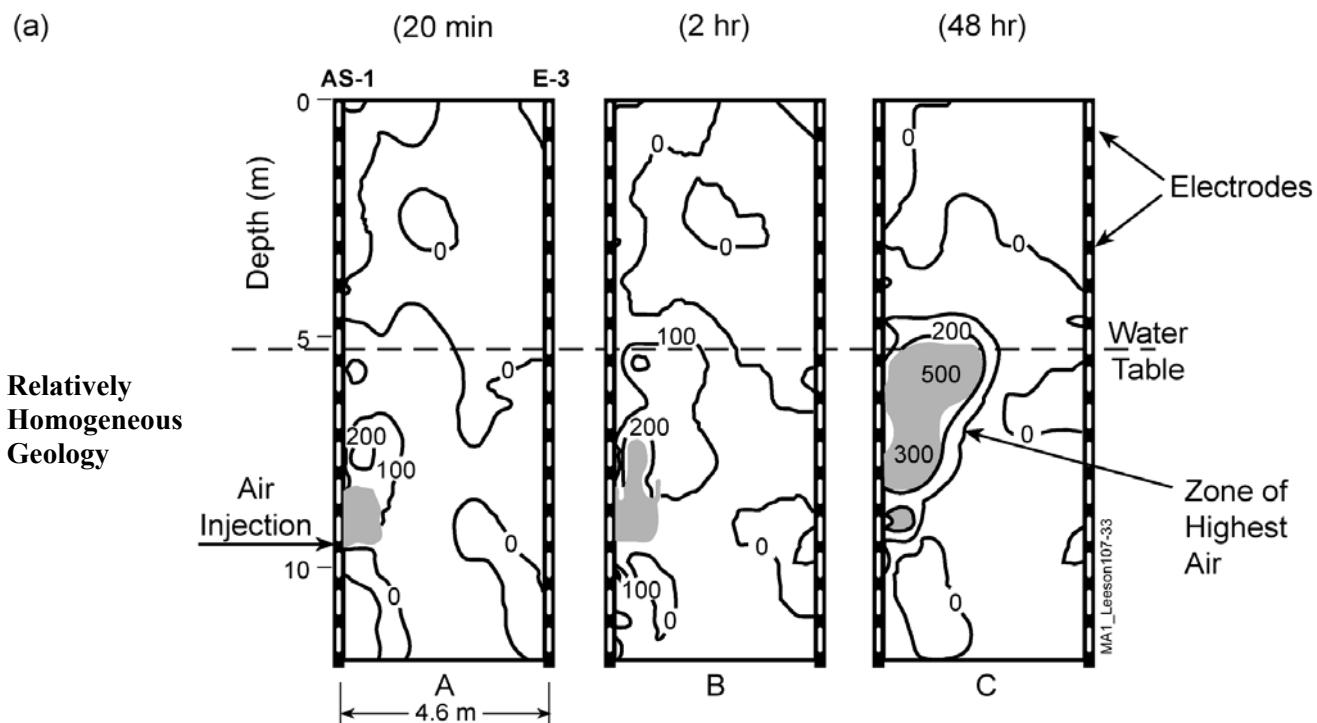 (a)
(20 min
(2 hr)
(48 hr)
AS-1
E-3
Depth (m)
0
5
10
Relatively
Homogeneous
Geology
Air
Injection
0
0
200
100
0
0
0
A
4.6 m
0
0
100
200
0
100
0
B
0
0
200
500
300
0
0
C
Electrodes
Water
Table
Zone of
Highest
Air
MA1_Leeson107-33